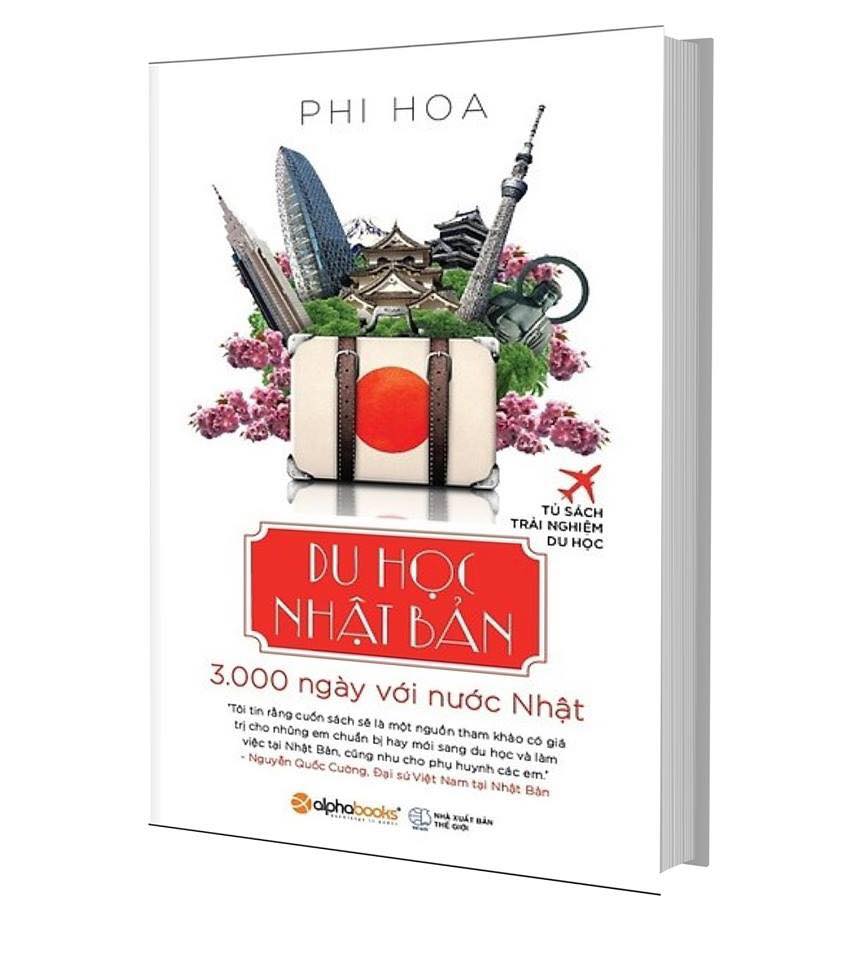 PHI HOA
TỦ SÁCH
TRẢI NGHIỆM
DU HỌC
DU HỌC
NHẬT BẢN
3.000 ngày với nước Nhật
"Tôi tin rằng cuốn sách sẽ là một nguồn tham khảo có giá
trị cho những em chuẩn bị hay mới sang du học và làm
việc tại Nhật Bản, cũng như cho phụ huynh các em."
- Nguyễn Quốc Cường, Đại sứ Việt Nam tại Nhật Bản
alphabooks®
knowledge is power
NHÀ XUẤT BẢN
THẾ GIỚI